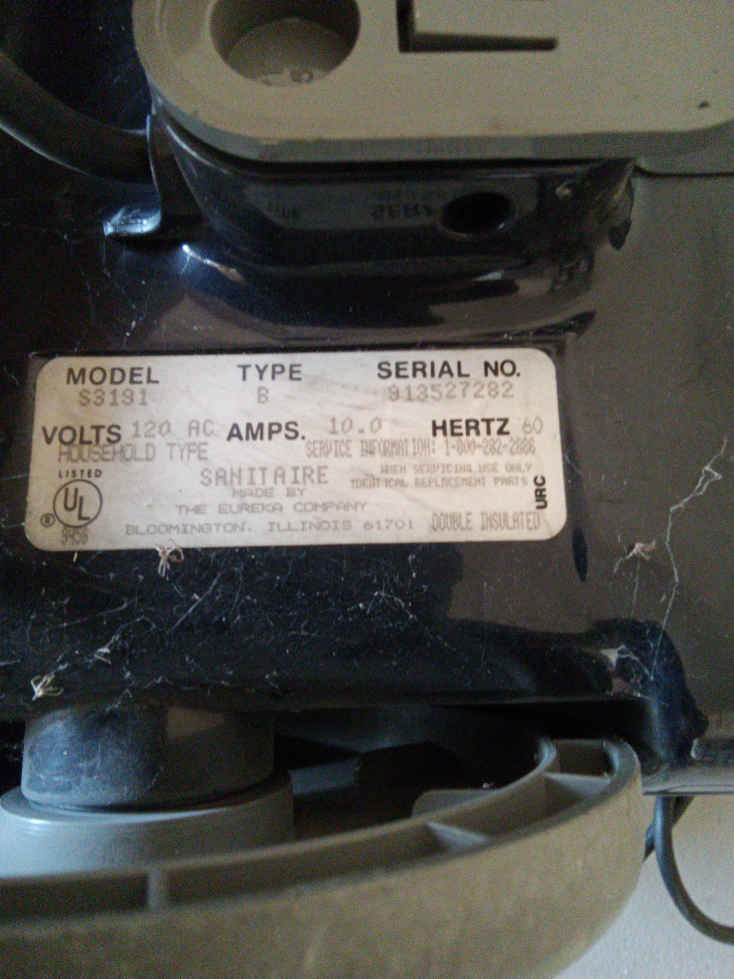 MODEL TYPE SERIAL NO.
S3191 B 913527282
VOLTS 120 AC AMPS. 10.0 HERTZ 60
HOUSEHOLD TYPE SERVICE INFORMATION: 1-800-282-2886
LISTED
UL
®
SANITAIRE
WHEN SERVICING USE ONLY
IDENTICAL REPLACEMENT PARTS
MADE BY
THE EUREKA COMPANY
BLOOMINGTON, ILLINOIS 61701 DOUBLE INSULATED
URC